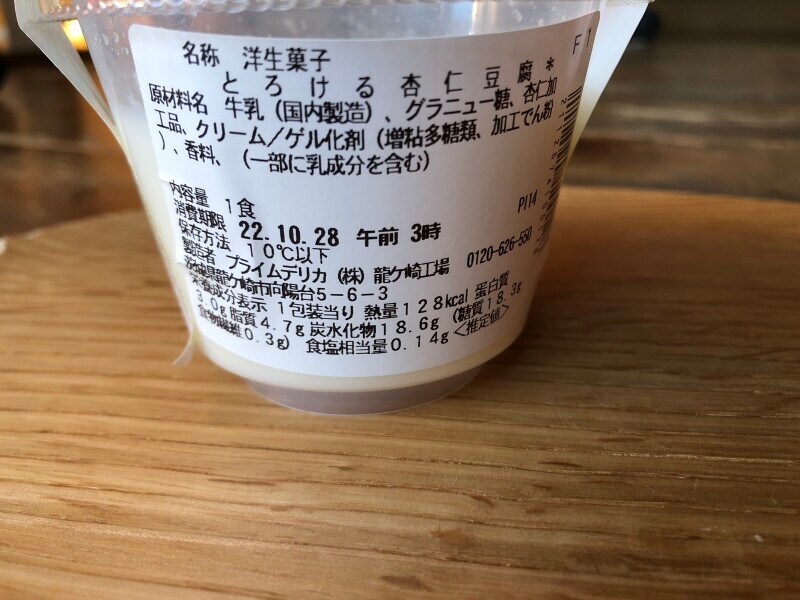 名称 洋生菓子 F 1
とろける杏仁豆腐*
原材料名 牛乳(国内製造)、グラニュー糖、杏仁加
工品、クリーム/ゲル化剤(増粘多糖類、加工でん粉
)、香料、(一部に乳成分を含む)
内容量 1食 PI14
消費期限 22.10.28 午前 3時
保存方法 10℃以下
製造者 プライムデリカ(株)龍ケ崎工場 0120-626-550
茨城県龍ケ崎市向陽台5-6-3
栄養成分表示 1包装当り 熱量128kcal 蛋白質
3.0g脂質4.7g炭水化物18.6g(糖質18.3g
食物繊維0.3g) 食塩相当量0.14g<推定値>